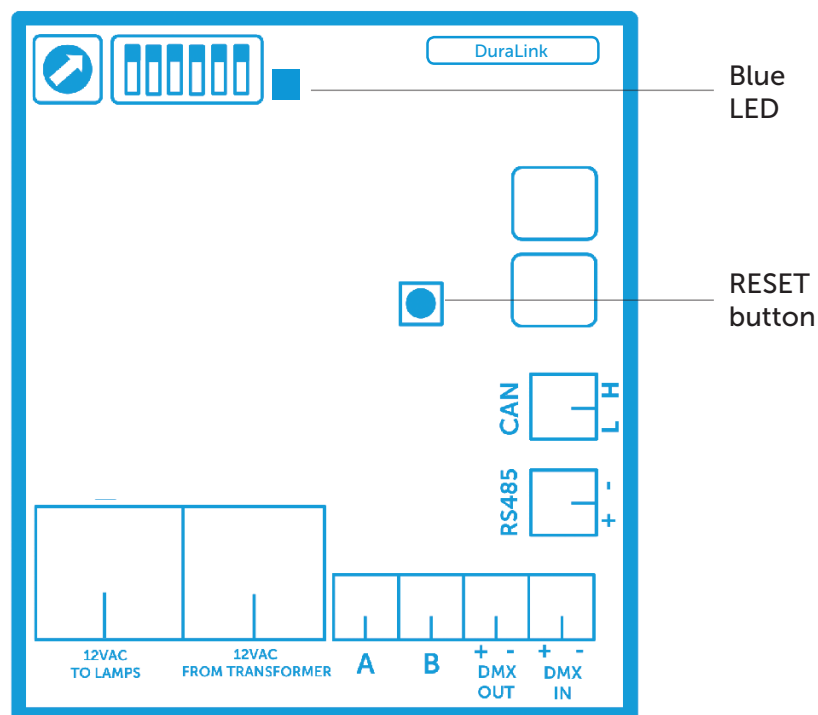 DuraLink
Blue
LED
RESET
button
CAN
H
L
RS485
-
+
12VAC
TO LAMPS
12VAC
FROM TRANSFORMER
A
B
+ -
DMX
OUT
+ -
DMX
IN